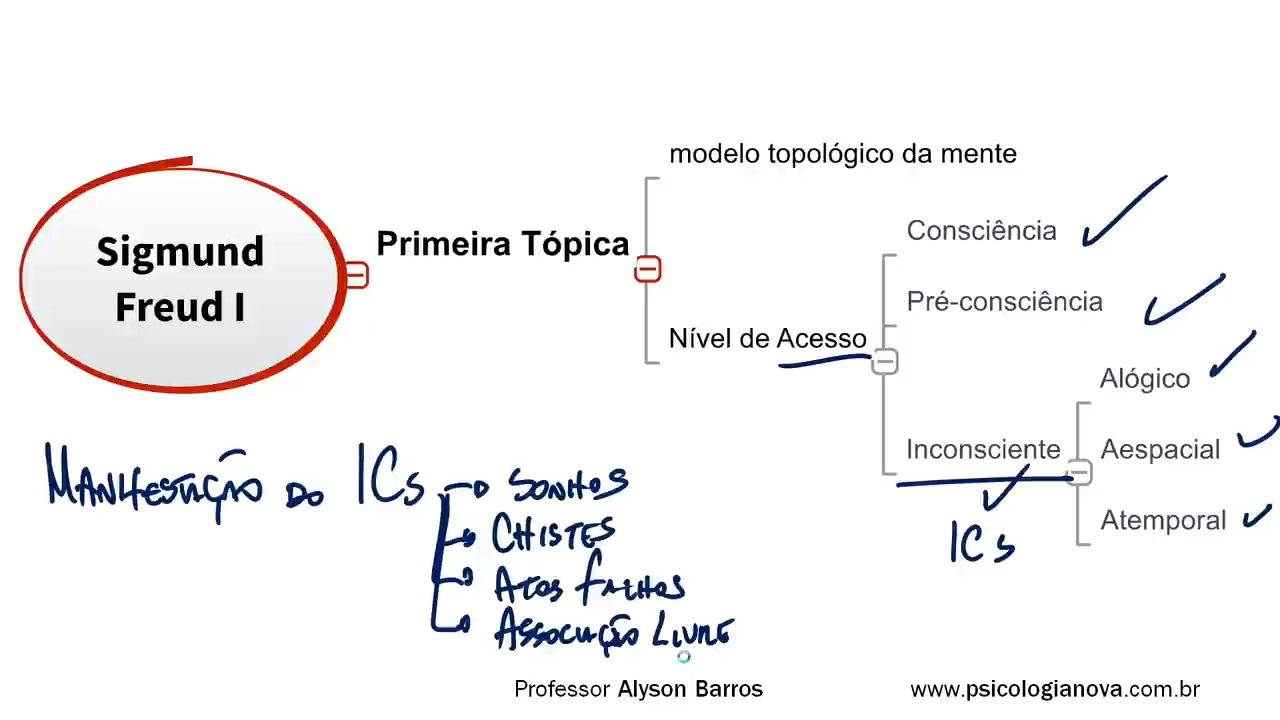 modelo topológico da mente
Sigmund
Freud I
Primeira Tópica
Consciência
Pré-consciência
Nível de Acesso
Alógico
Inconsciente
Aespacial
Atemporal
ICs
MANIFESTAÇÃO DO ICs
SONHOS
CHISTES
ATOS FALHOS
ASSOCIAÇÃO LIVRE
Professor Alyson Barros
www.psicologianova.com.br